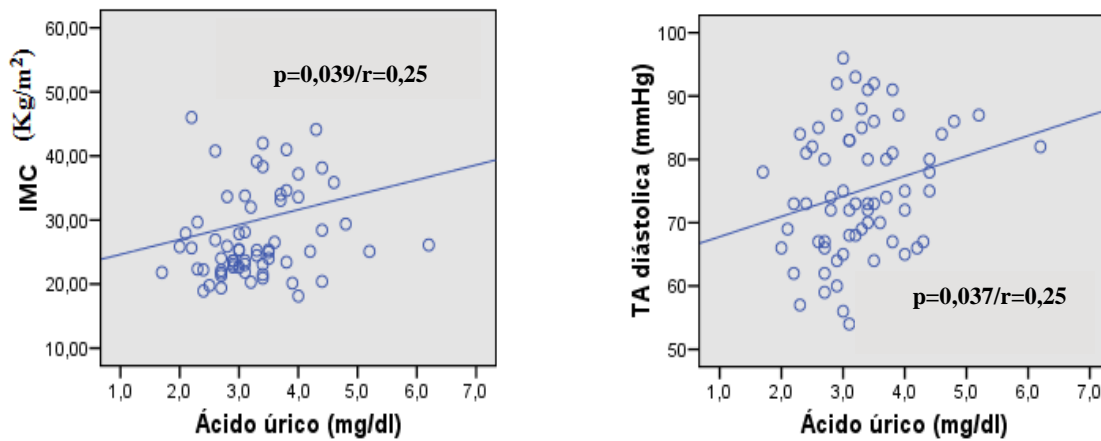 p=0,039/r=0,25
IMC (Kg/m²)
60,00
50,00
40,00
30,00
20,00
10,00
1,0 2,0 3,0 4,0 5,0 6,0 7,0
Ácido úrico (mg/dl)
p=0,037/r=0,25
TA diástolica (mmHg)
100
90
80
70
60
50
1,0 2,0 3,0 4,0 5,0 6,0 7,0
Ácido úrico (mg/dl)